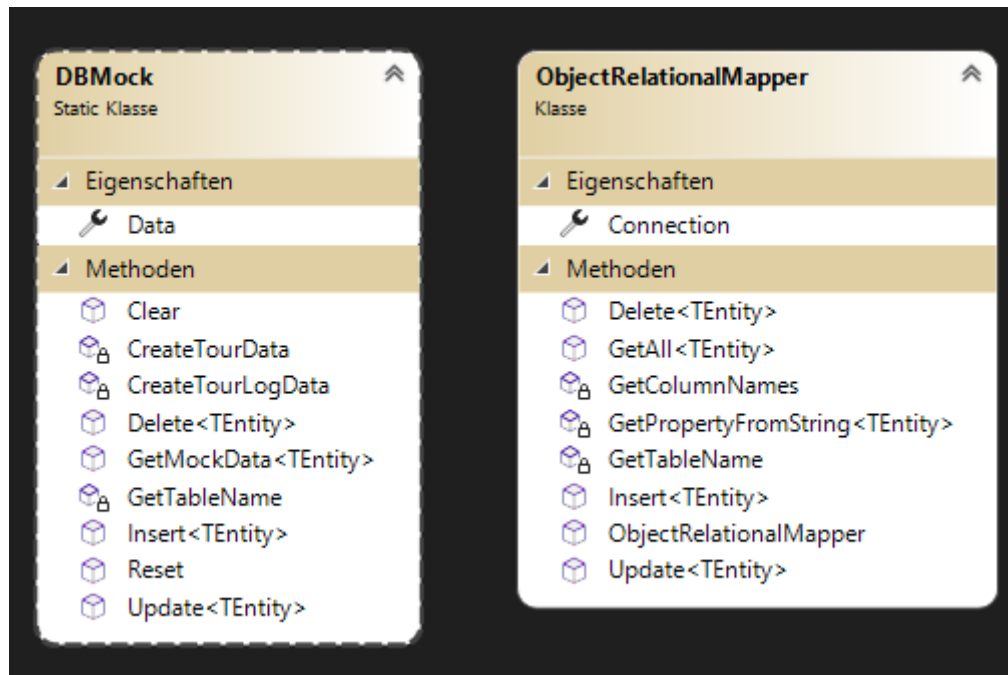 DBMock
Static Klasse
Eigenschaften
Data
Methoden
Clear
CreateTourData
CreateTourLogData
Delete<TEntity>
GetMockData<TEntity>
GetTableName
Insert<TEntity>
Reset
Update<TEntity>
ObjectRelationalMapper
Klasse
Eigenschaften
Connection
Methoden
Delete<TEntity>
GetAll<TEntity>
GetColumnNames
GetPropertyFromString<TEntity>
GetTableName
Insert<TEntity>
ObjectRelationalMapper
Update<TEntity>